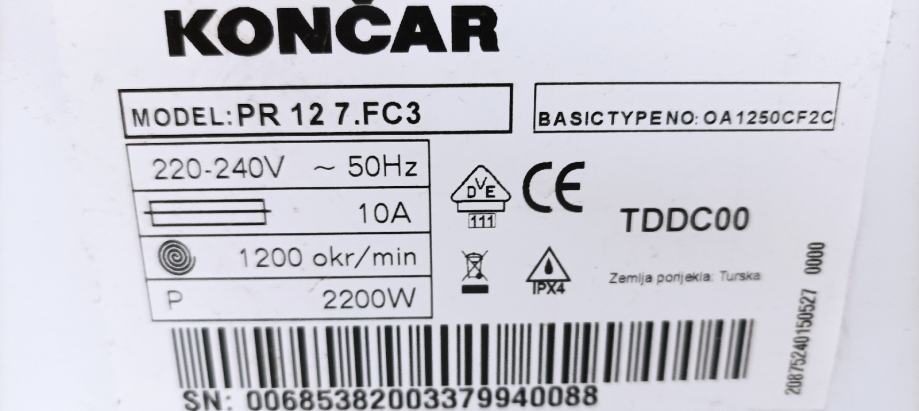 KONČAR
MODEL: PR 12 7.FC3
BASIC TYPE NO: OA1250CF2C
220-240V ~ 50Hz
10A
1200 okr/min
P 2200W
DVE
111
CE
TDDC00
IPX4
Zemlja porijekla: Turska
20875240150527 0000
SN: 00685382003379940088